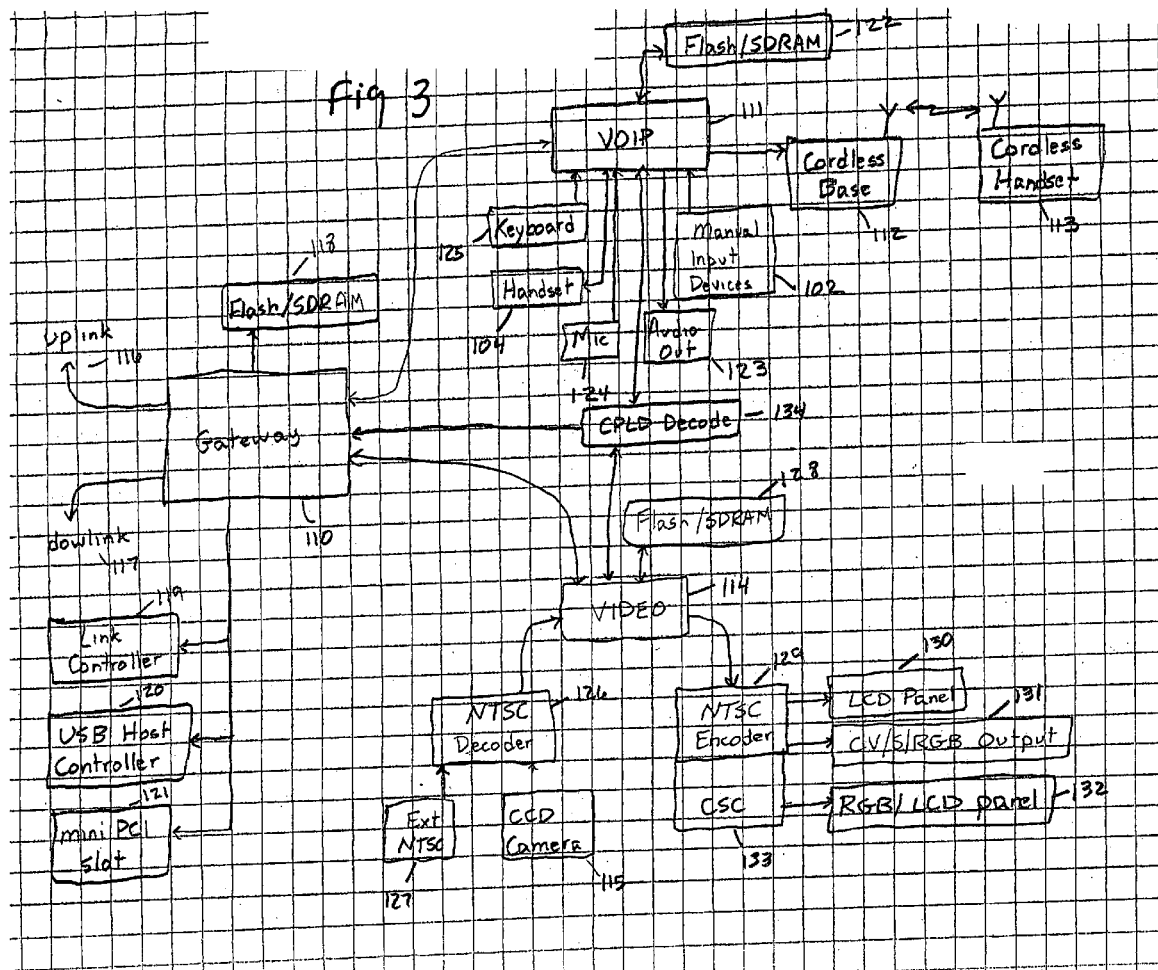 Fig 3
Flash/SDRAM
122
VOIP
111
Cordless
Base
112
Cordless
Handset
113
Keyboard
125
Handset
104
Mic
124
Audio
Out
123
Manual
Input
Devices
102
118
Flash/SDRAM
uplink
116
Gateway
110
dowlink
117
CPLD Decode
134
128
Flash/SDRAM
VIDEO
114
119
Link
Controller
120
USB Host
Controller
121
mini PCI
Slot
NTSC
Decoder
126
Ext
NTSC
127
CCD
Camera
115
129
NTSC
Encoder
CSC
133
130
LCD Panel
131
CV/S/RGB Output
RGB/LCD panel
132